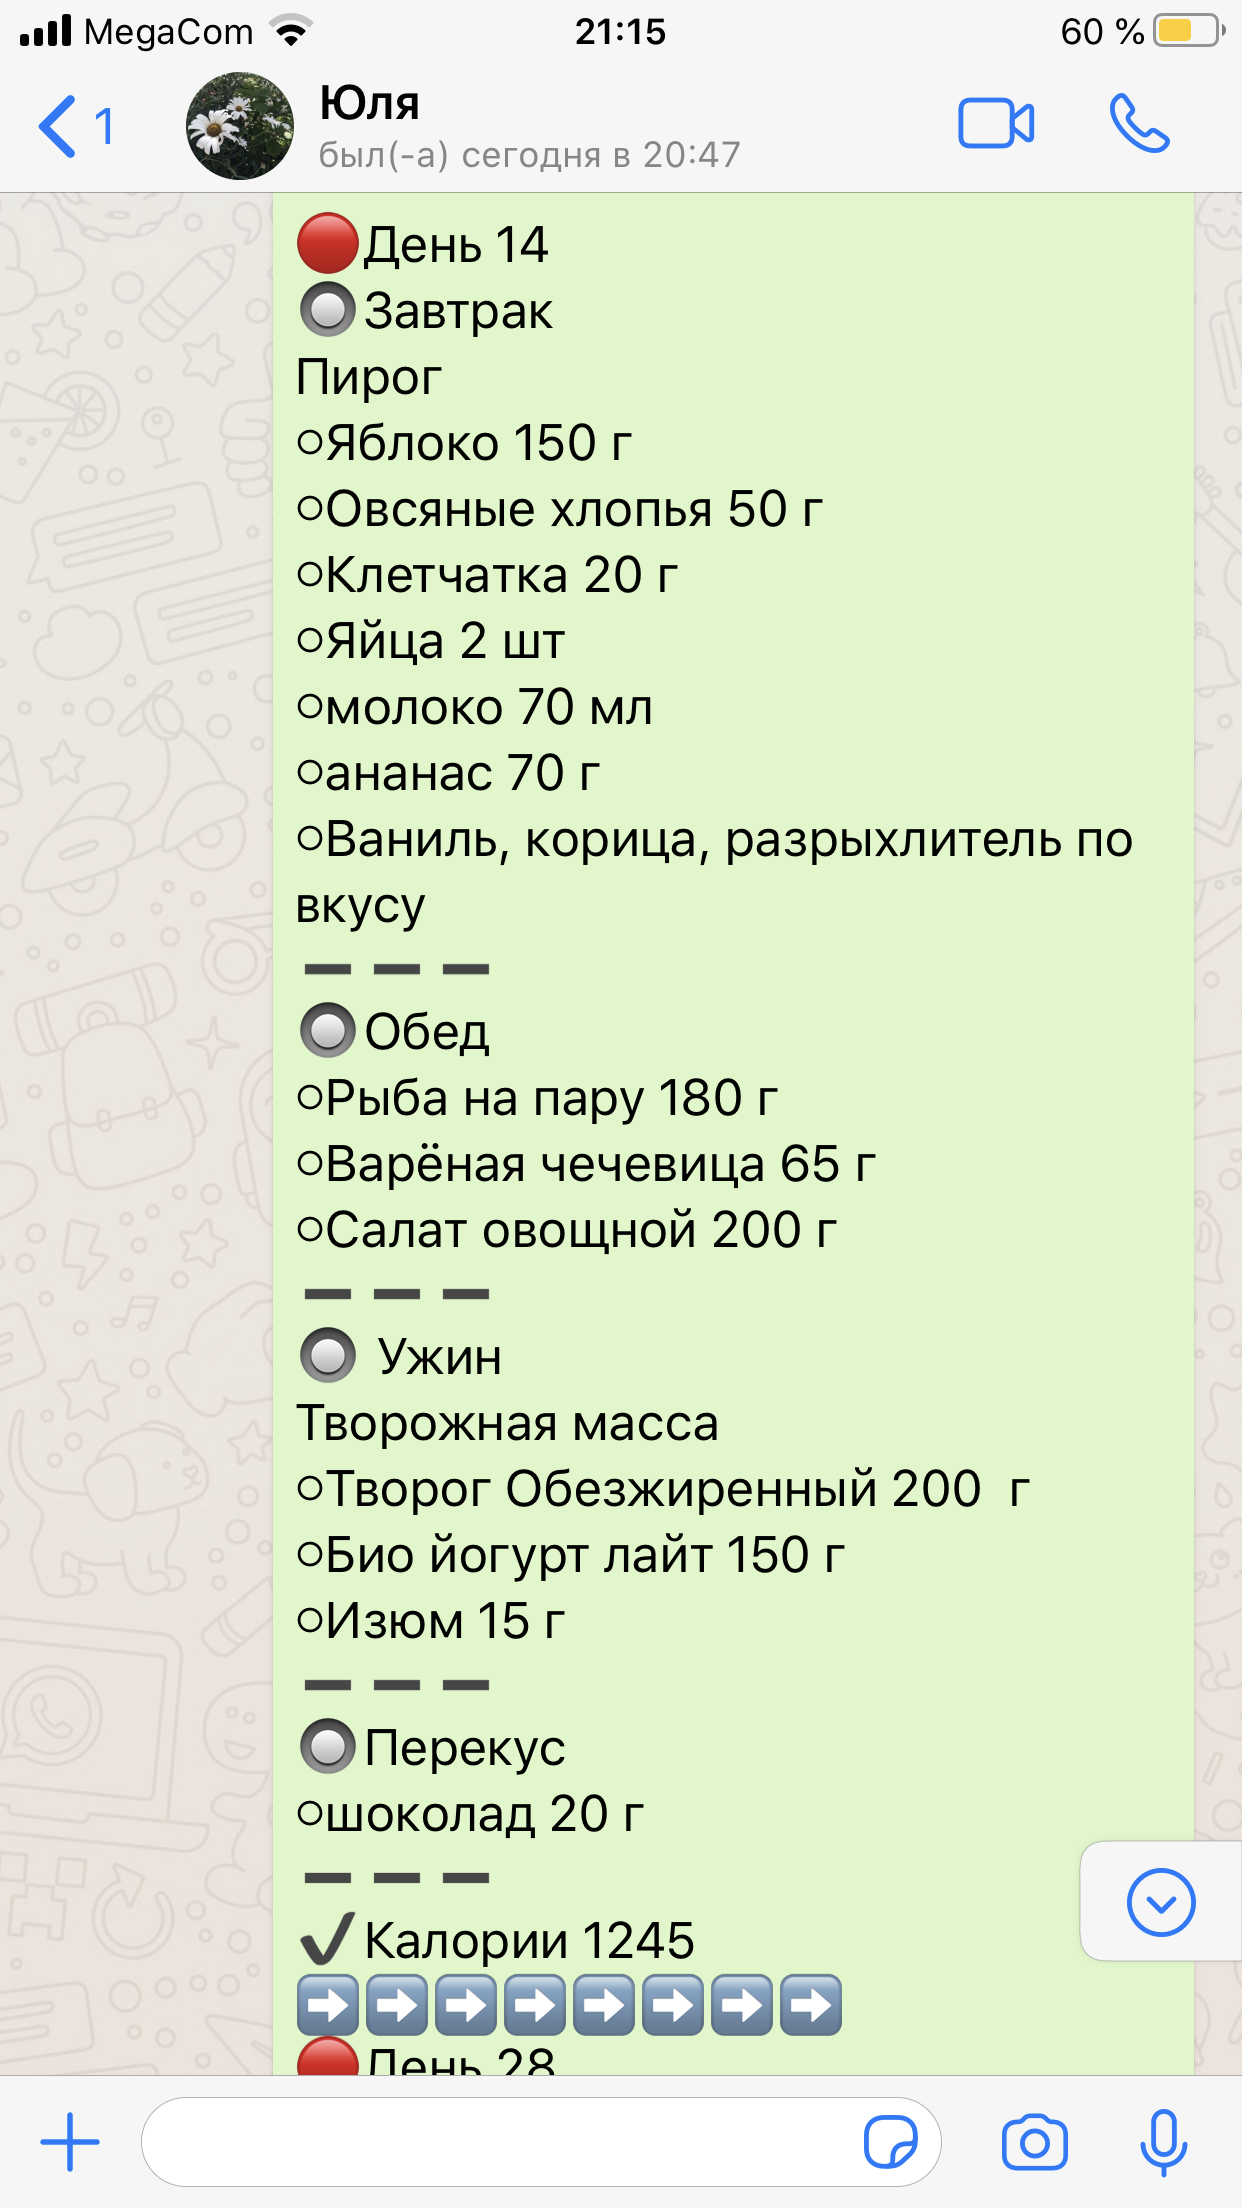 MegaCom 21:15 60 %
1 Юля
был(-а) сегодня в 20:47
День 14
Завтрак
Пирог
○Яблоко 150 г
○Овсяные хлопья 50 г
○Клетчатка 20 г
○Яйца 2 шт
○молоко 70 мл
○ананас 70 г
○Ваниль, корица, разрыхлитель по
вкусу
➖➖➖
Обед
○Рыба на пару 180 г
○Варёная чечевица 65 г
○Салат овощной 200 г
➖➖➖
Ужин
Творожная масса
○Творог Обезжиренный 200  г
○Био йогурт лайт 150 г
○Изюм 15 г
➖➖➖
Перекус
○шоколад 20 г
➖➖➖
✔Калории 1245
➡➡➡➡➡➡➡➡
День 28